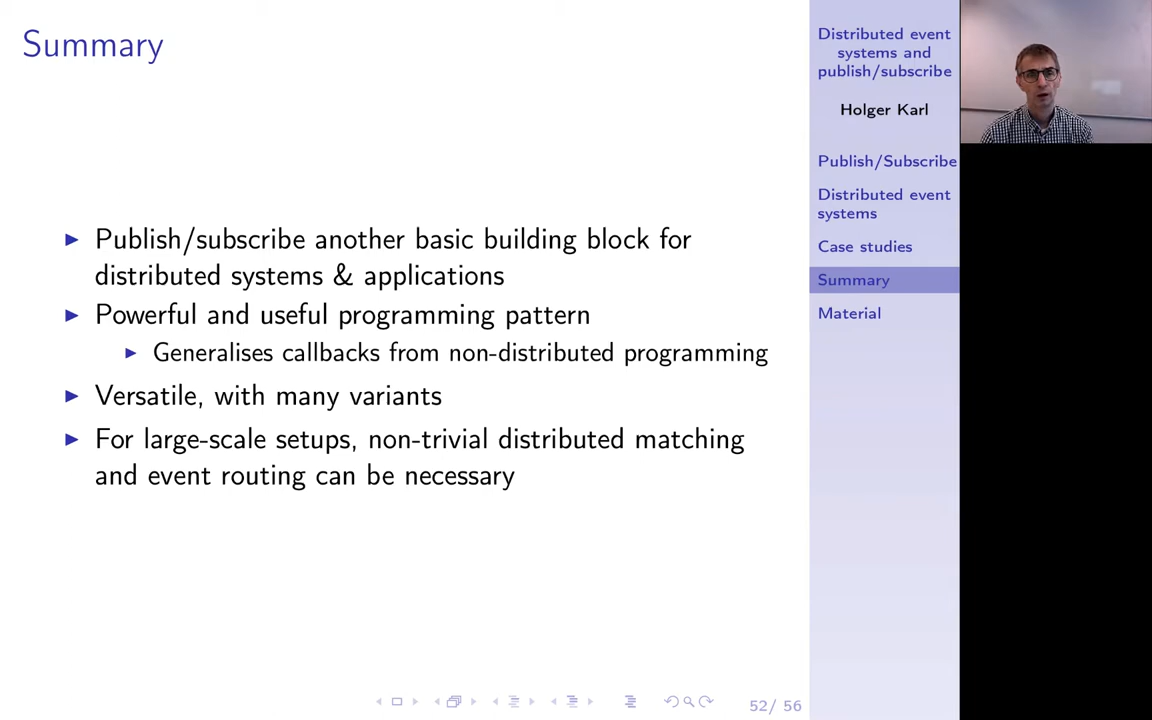 Summary
Publish/subscribe another basic building block for
distributed systems & applications
Powerful and useful programming pattern
Generalises callbacks from non-distributed programming
Versatile, with many variants
For large-scale setups, non-trivial distributed matching
and event routing can be necessary
52/ 56
Distributed event
systems and
publish/subscribe
Holger Karl
Publish/Subscribe
Distributed event
systems
Case studies
Summary
Material